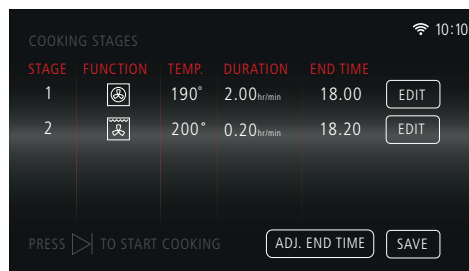 10:10
COOKING STAGES
STAGE FUNCTION TEMP. DURATION END TIME
1 190° 2.00hr/min 18.00 EDIT
2 200° 0.20hr/min 18.20 EDIT
PRESS TO START COOKING ADJ. END TIME SAVE